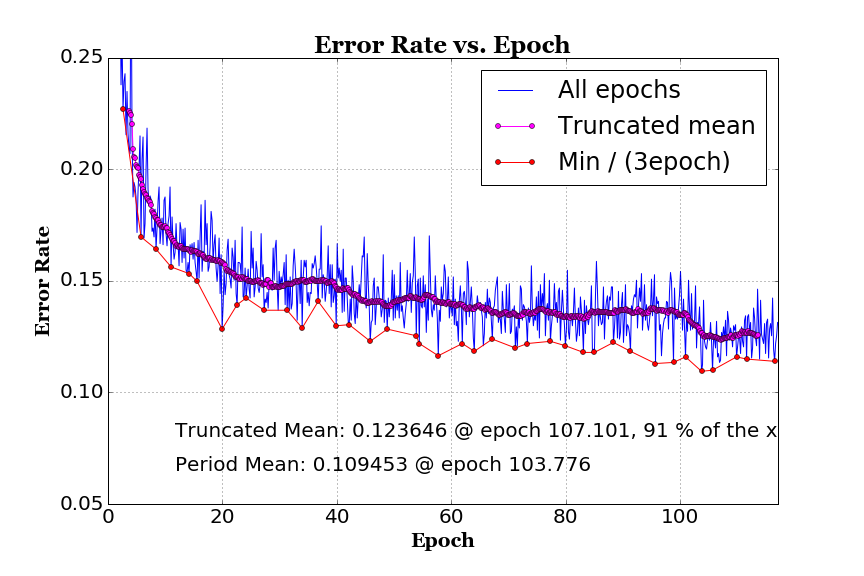 Error Rate vs. Epoch
0.25
0.20
0.15
0.10
0.05
Error Rate
All epochs
Truncated mean
Min / (3epoch)
Truncated Mean: 0.123646 @ epoch 107.101, 91 % of the x
Period Mean: 0.109453 @ epoch 103.776
0 20 40 60 80 100
Epoch